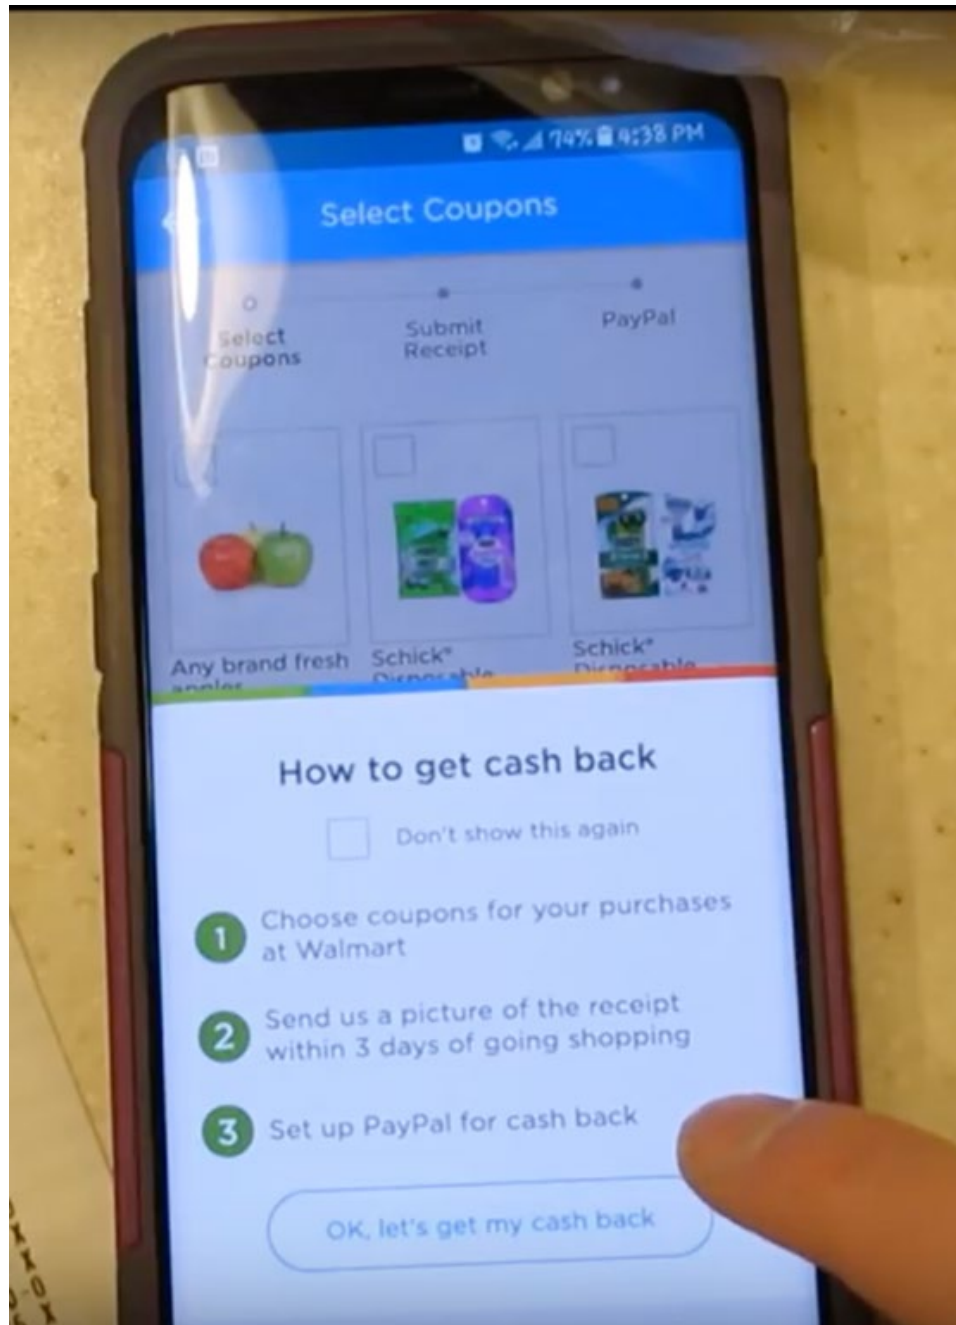 74% 4:38 PM
Select Coupons
Select
Coupons
Submit
Receipt
PayPal
Any brand fresh
apples
Schick®
Disposable
Schick®
Disposable
How to get cash back
Don't show this again
1 Choose coupons for your purchases
at Walmart
2 Send us a picture of the receipt
within 3 days of going shopping
3 Set up PayPal for cash back
OK, let's get my cash back